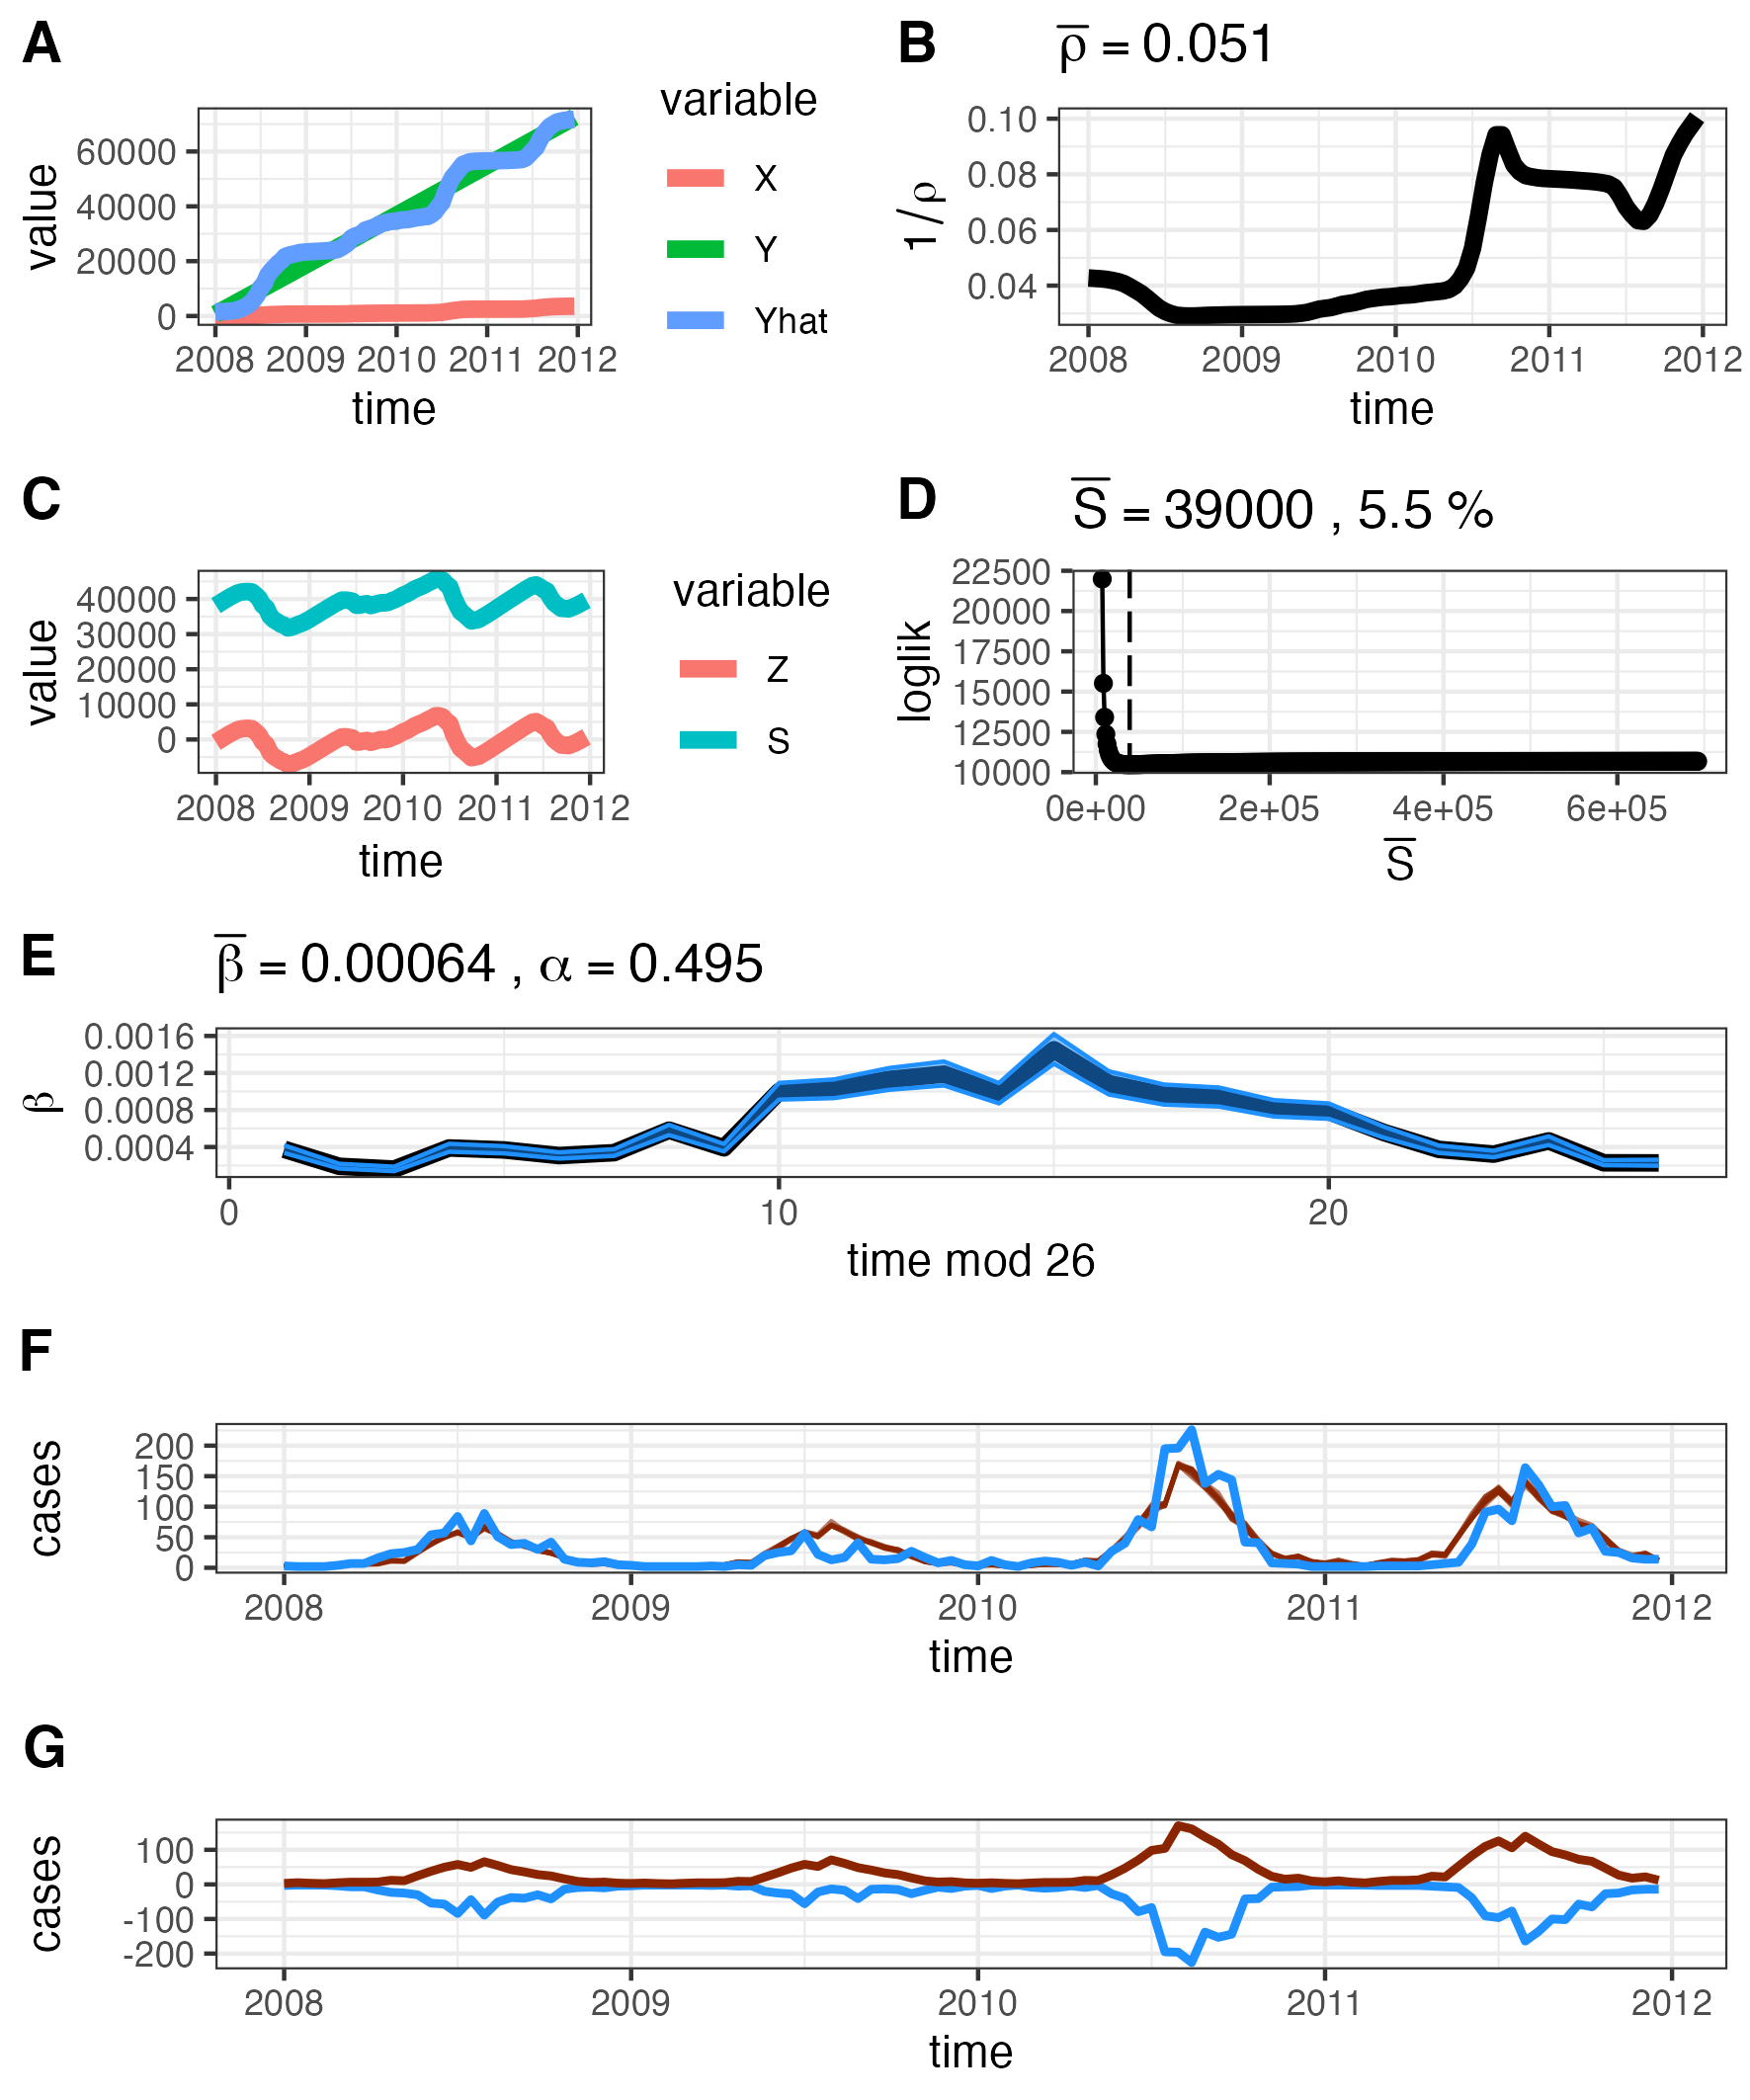 A
variable
value
60000
40000
20000
0
2008 2009 2010 2011 2012
time
X
Y
Yhat
B
ρ̅ = 0.051
1/ρ
0.10
0.08
0.06
0.04
2008 2009 2010 2011 2012
time
C
variable
value
40000
30000
20000
10000
0
2008 2009 2010 2011 2012
time
Z
S
D
S̅ = 39000 , 5.5 %
loglik
22500
20000
17500
15000
12500
10000
0e+00 2e+05 4e+05 6e+05
S̅
E
β̅ = 0.00064 , α = 0.495
β
0.0016
0.0012
0.0008
0.0004
0 10 20
time mod 26
F
cases
200
150
100
50
0
2008 2009 2010 2011 2012
time
G
cases
100
0
-100
-200
2008 2009 2010 2011 2012
time